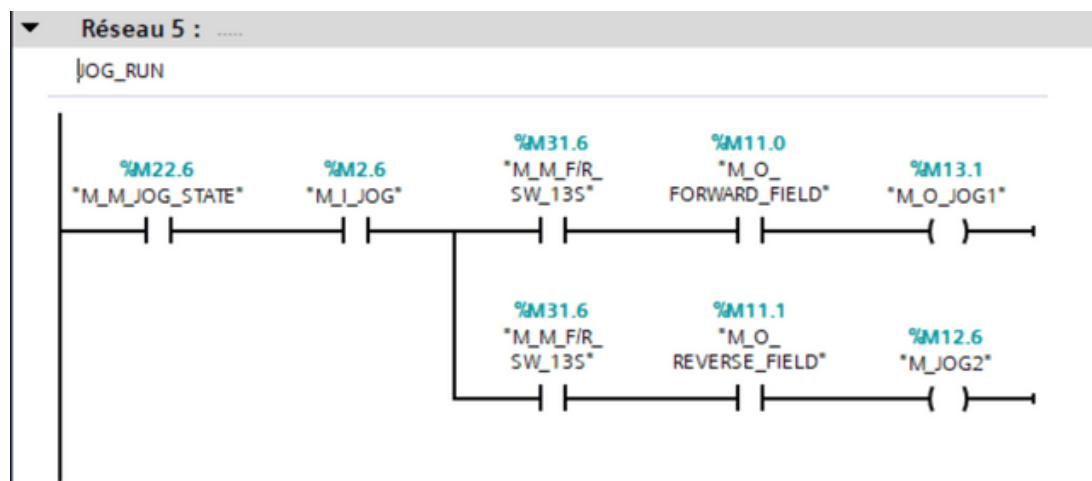 Réseau 5 : .....
JOG_RUN
%M22.6
"M_M_JOG_STATE"
%M2.6
"M_I_JOG"
%M31.6
"M_M_F/R_
SW_13S"
%M11.0
"M_O_
FORWARD_FIELD"
%M13.1
"M_O_JOG1"
%M31.6
"M_M_F/R_
SW_13S"
%M11.1
"M_O_
REVERSE_FIELD"
%M12.6
"M_JOG2"